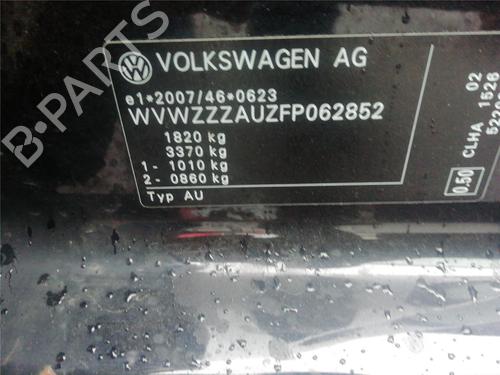 B-PARTS
VOLKSWAGEN AG
e1*2007/46*0623
WVWZZZAUZFP062852
1820 kg
3370 kg
1- 1010 kg
2- 0860 kg
Typ AU
0.50
CLHA
02